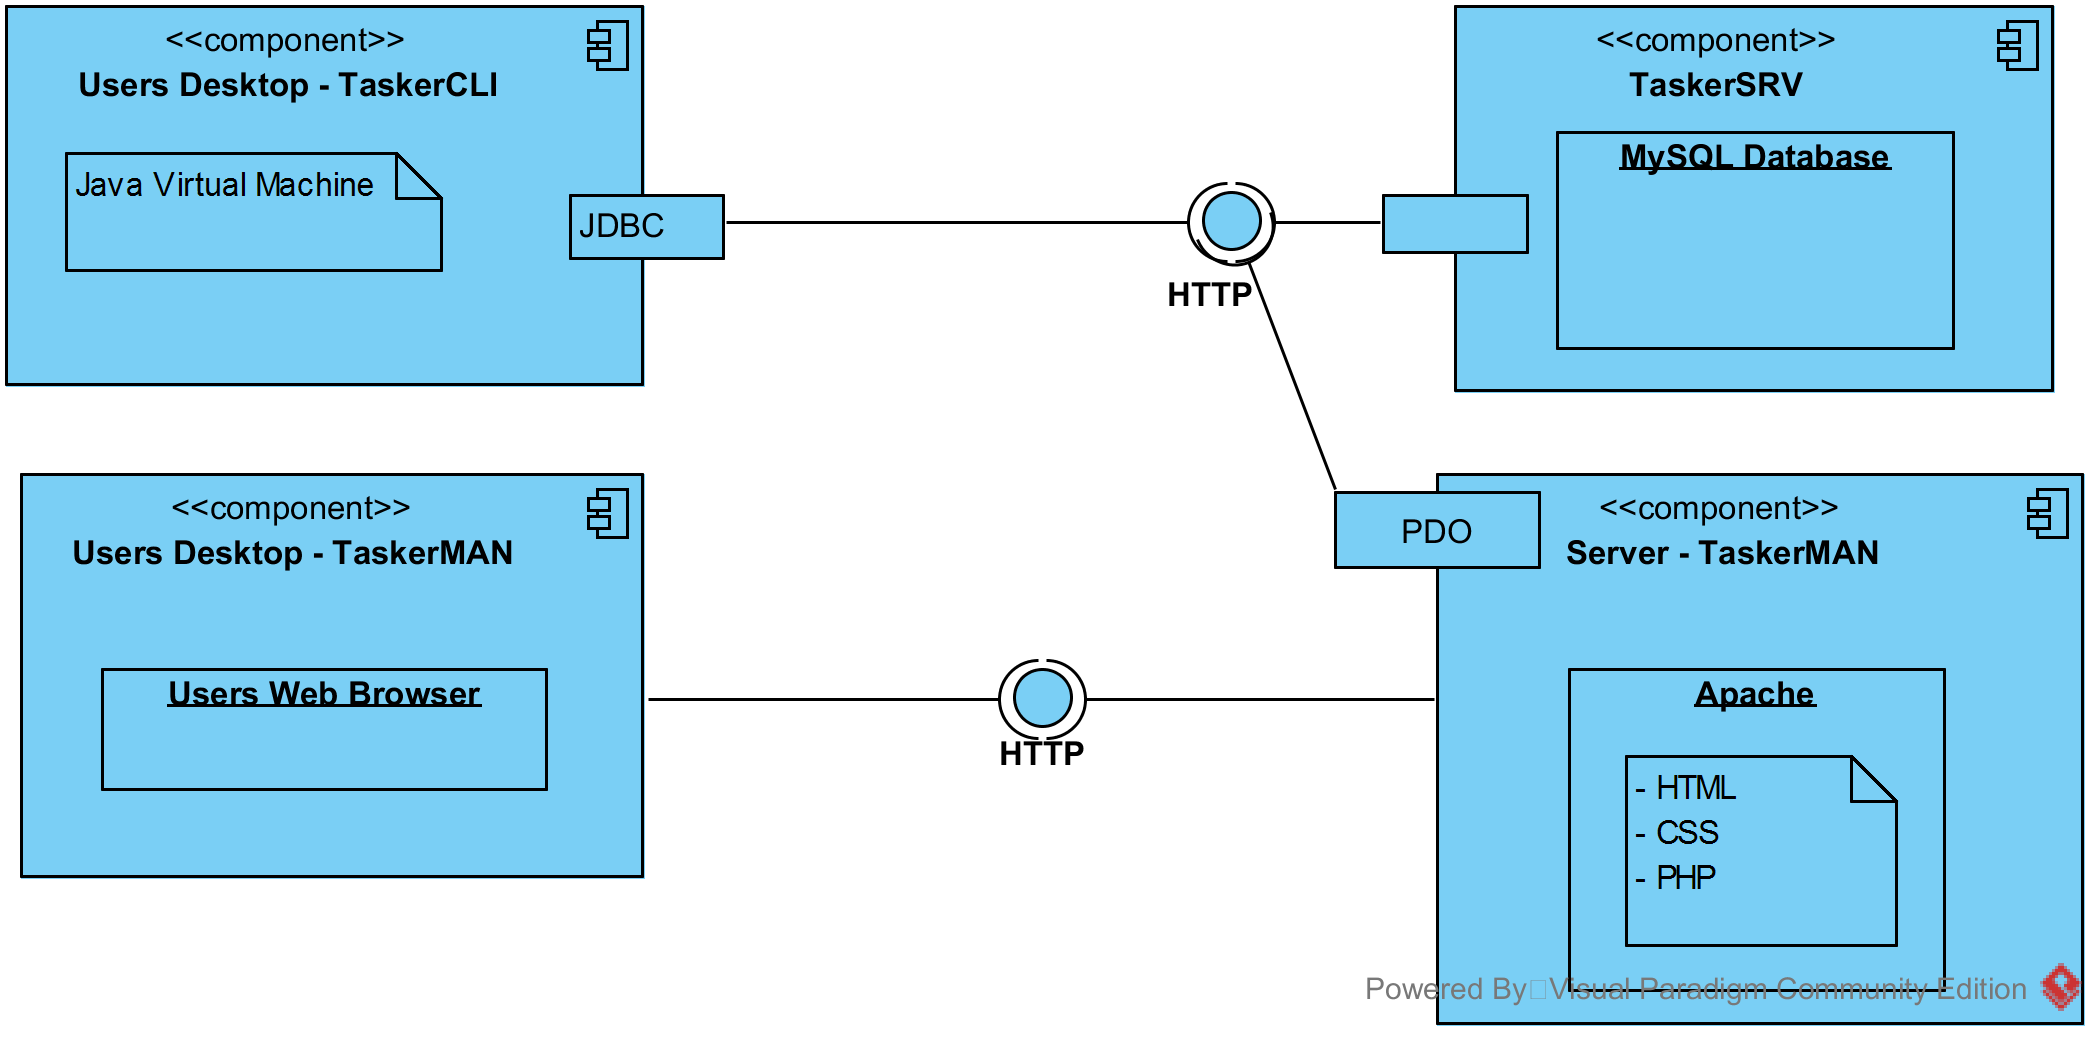 <<component>>
Users Desktop - TaskerCLI
Java Virtual Machine
JDBC
HTTP
<<component>>
TaskerSRV
MySQL Database
<<component>>
Users Desktop - TaskerMAN
Users Web Browser
HTTP
PDO
<<component>>
Server - TaskerMAN
Apache
- HTML
- CSS
- PHP
Powered By Visual Paradigm Community Edition